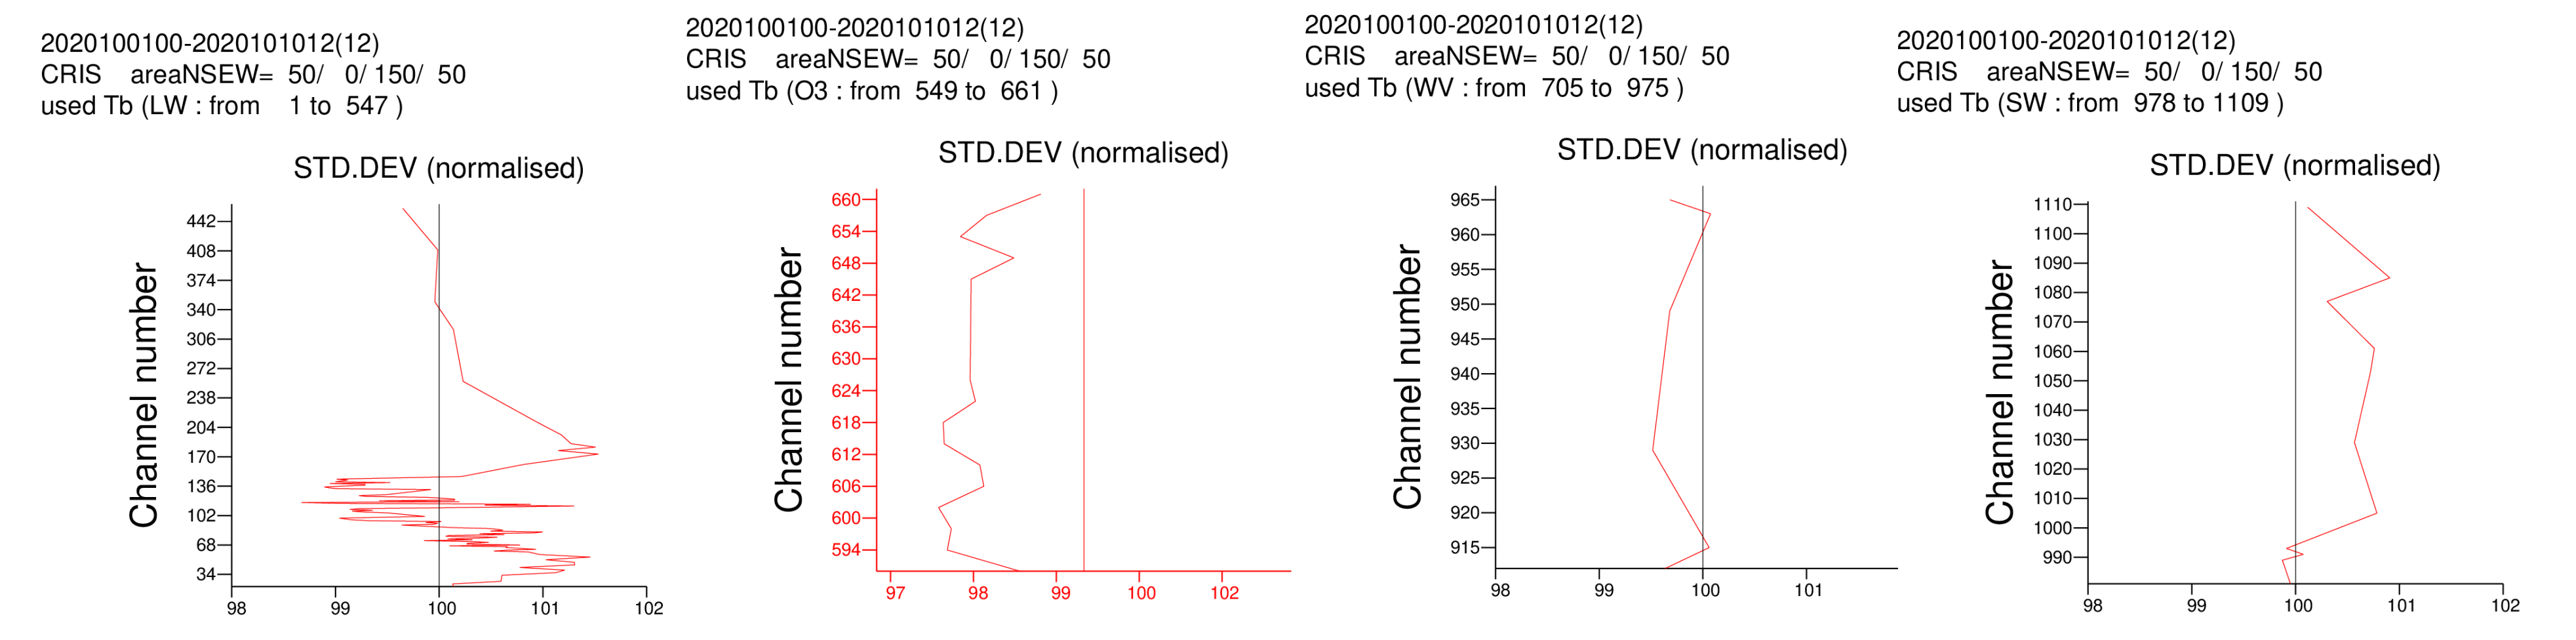 2020100100-2020101012(12)
CRIS areaNSEW= 50/ 0/ 150/ 50
used Tb (LW : from 1 to 547 )
STD.DEV (normalised)
Channel number
442
408
374
340
306
272
238
204
170
136
102
68
34
98 99 100 101 102
2020100100-2020101012(12)
CRIS areaNSEW= 50/ 0/ 150/ 50
used Tb (O3 : from 549 to 661 )
STD.DEV (normalised)
Channel number
660
654
648
642
636
630
624
618
612
606
600
594
97 98 99 100 102
2020100100-2020101012(12)
CRIS areaNSEW= 50/ 0/ 150/ 50
used Tb (WV : from 705 to 975 )
STD.DEV (normalised)
Channel number
965
960
955
950
945
940
935
930
925
920
915
98 99 100 101
2020100100-2020101012(12)
CRIS areaNSEW= 50/ 0/ 150/ 50
used Tb (SW : from 978 to 1109 )
STD.DEV (normalised)
Channel number
1110
1100
1090
1080
1070
1060
1050
1040
1030
1020
1010
1000
990
98 99 100 101 102